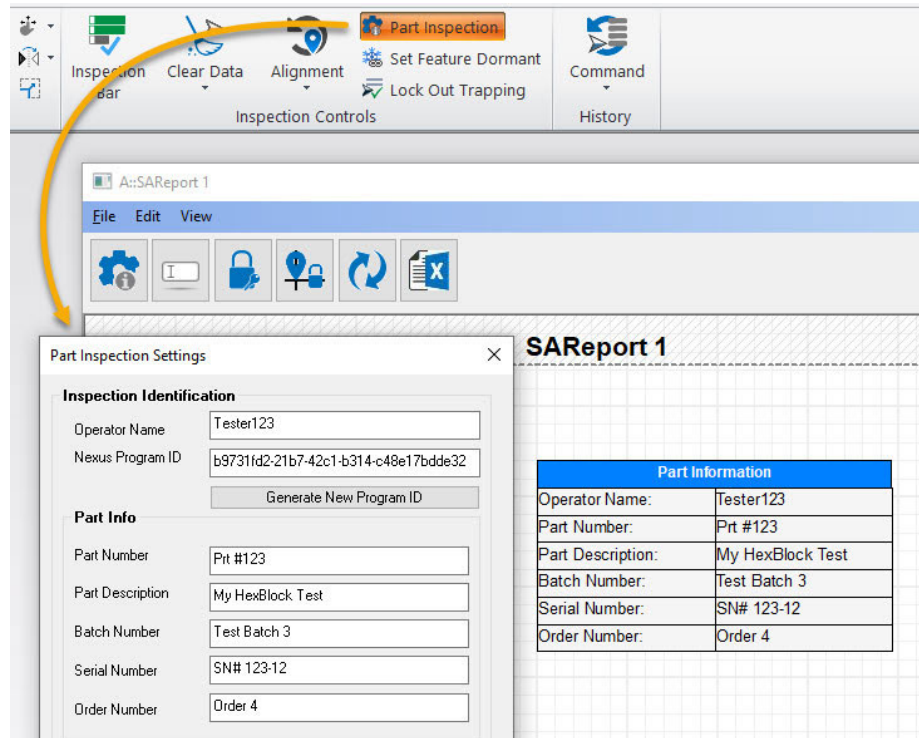 Part Inspection
Set Feature Dormant
Lock Out Trapping
Inspection
Bar
Clear Data
Alignment
Command
Inspection Controls
History
A::SAReport 1
File Edit View
SAReport 1
Part Inspection Settings
Inspection Identification
Operator Name Tester123
Nexus Program ID b9731fd2-21b7-42c1-b314-c48e17bdde32
Generate New Program ID
Part Info
Part Number Prt #123
Part Description My HexBlock Test
Batch Number Test Batch 3
Serial Number SN# 123-12
Order Number Order 4
Part Information
Operator Name: Tester123
Part Number: Prt #123
Part Description: My HexBlock Test
Batch Number: Test Batch 3
Serial Number: SN# 123-12
Order Number: Order 4